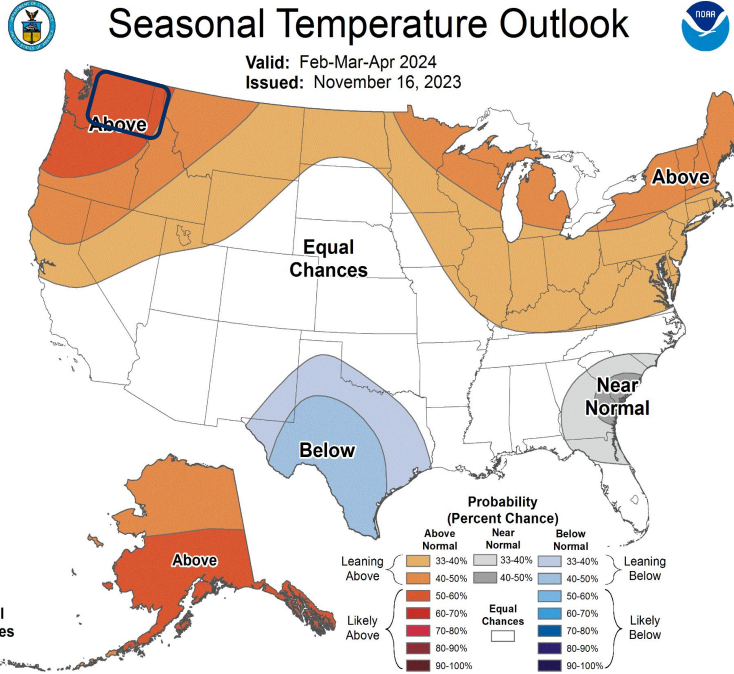 Seasonal Temperature Outlook
NOAA
Valid: Feb-Mar-Apr 2024
Issued: November 16, 2023
Above
Above
Equal
Chances
Near
Normal
Below
Above
Probability
(Percent Chance)
Above
Normal
Near
Normal
Below
Normal
Leaning
Above
33-40%
40-50%
33-40%
40-50%
33-40%
40-50%
Leaning
Below
Likely
Above
50-60%
60-70%
70-80%
80-90%
90-100%
Equal
Chances
50-60%
60-70%
70-80%
80-90%
90-100%
Likely
Below
l
es